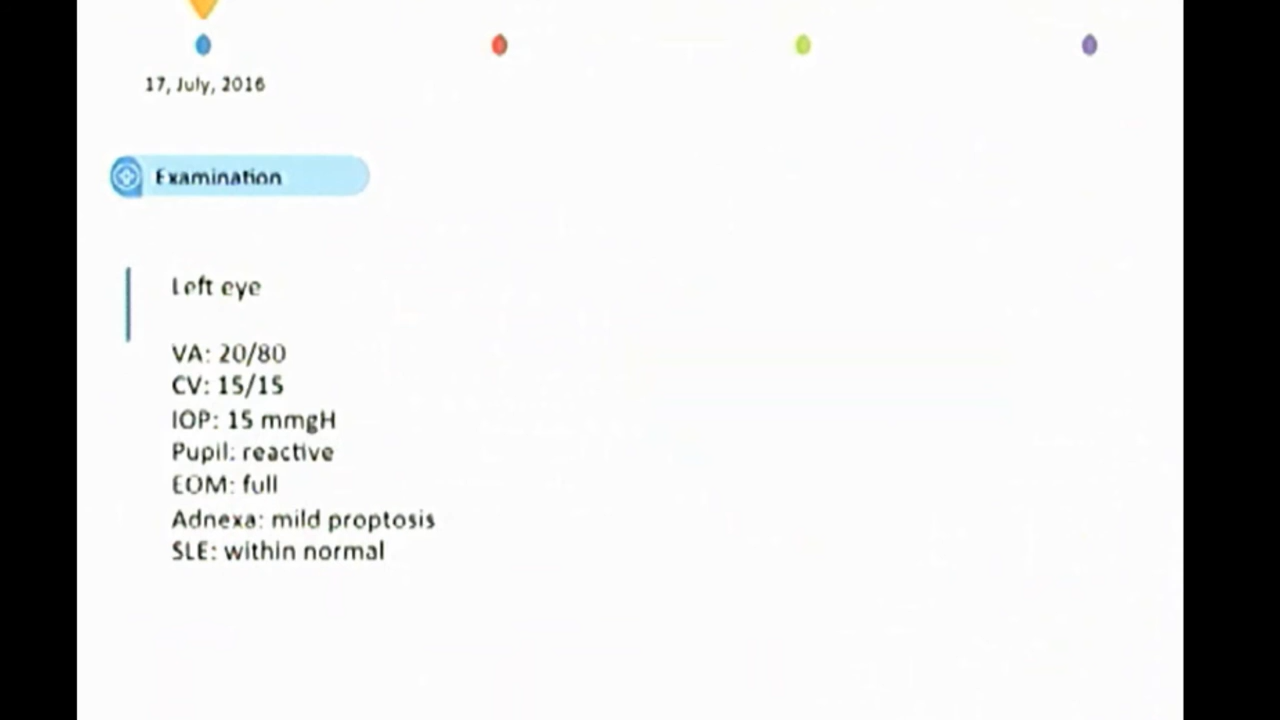 17, July, 2016
Examination
Left eye
VA: 20/80
CV: 15/15
IOP: 15 mmgH
Pupil: reactive
EOM: full
Adnexa: mild proptosis
SLE: within normal